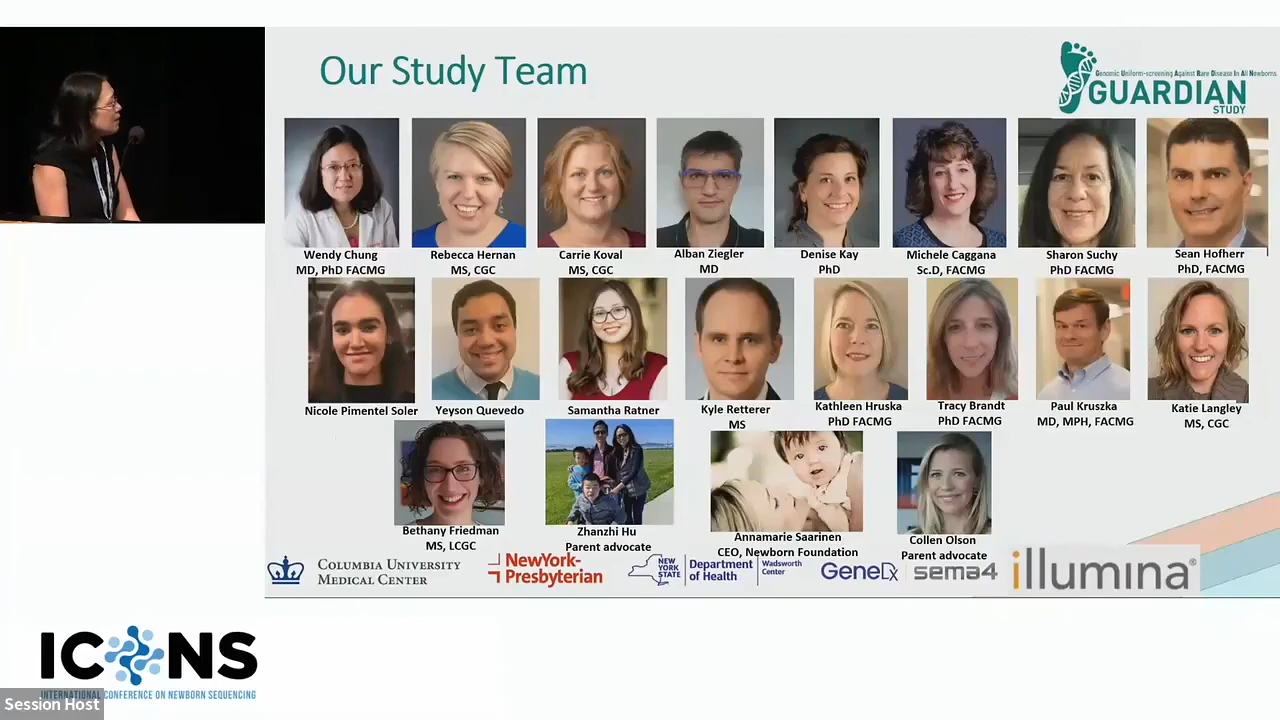 Our Study Team
Genomic Uniform-screening Against Rare Disease In All Newborns
GUARDIAN
STUDY
Wendy Chung
MD, PhD FACMG
Rebecca Hernan
MS, CGC
Carrie Koval
MS, CGC
Alban Ziegler
MD
Denise Kay
PhD
Michele Caggana
Sc.D, FACMG
Sharon Suchy
PhD FACMG
Sean Hofherr
PhD, FACMG
Nicole Pimentel Soler
Yeyson Quevedo
Samantha Ratner
Kyle Retterer
MS
Kathleen Hruska
PhD FACMG
Tracy Brandt
PhD FACMG
Paul Kruszka
MD, MPH, FACMG
Katie Langley
MS, CGC
Bethany Friedman
MS, LCGC
Zhanzhi Hu
Parent advocate
Annamarie Saarinen
CEO, Newborn Foundation
Collen Olson
Parent advocate
COLUMBIA UNIVERSITY
MEDICAL CENTER
NewYork-
Presbyterian
NEW
YORK
STATE
Department
of Health
Wadsworth
Center
GeneDx
sema4
illumina®
ICONS
INTERNATIONAL CONFERENCE ON NEWBORN SEQUENCING
Session Host